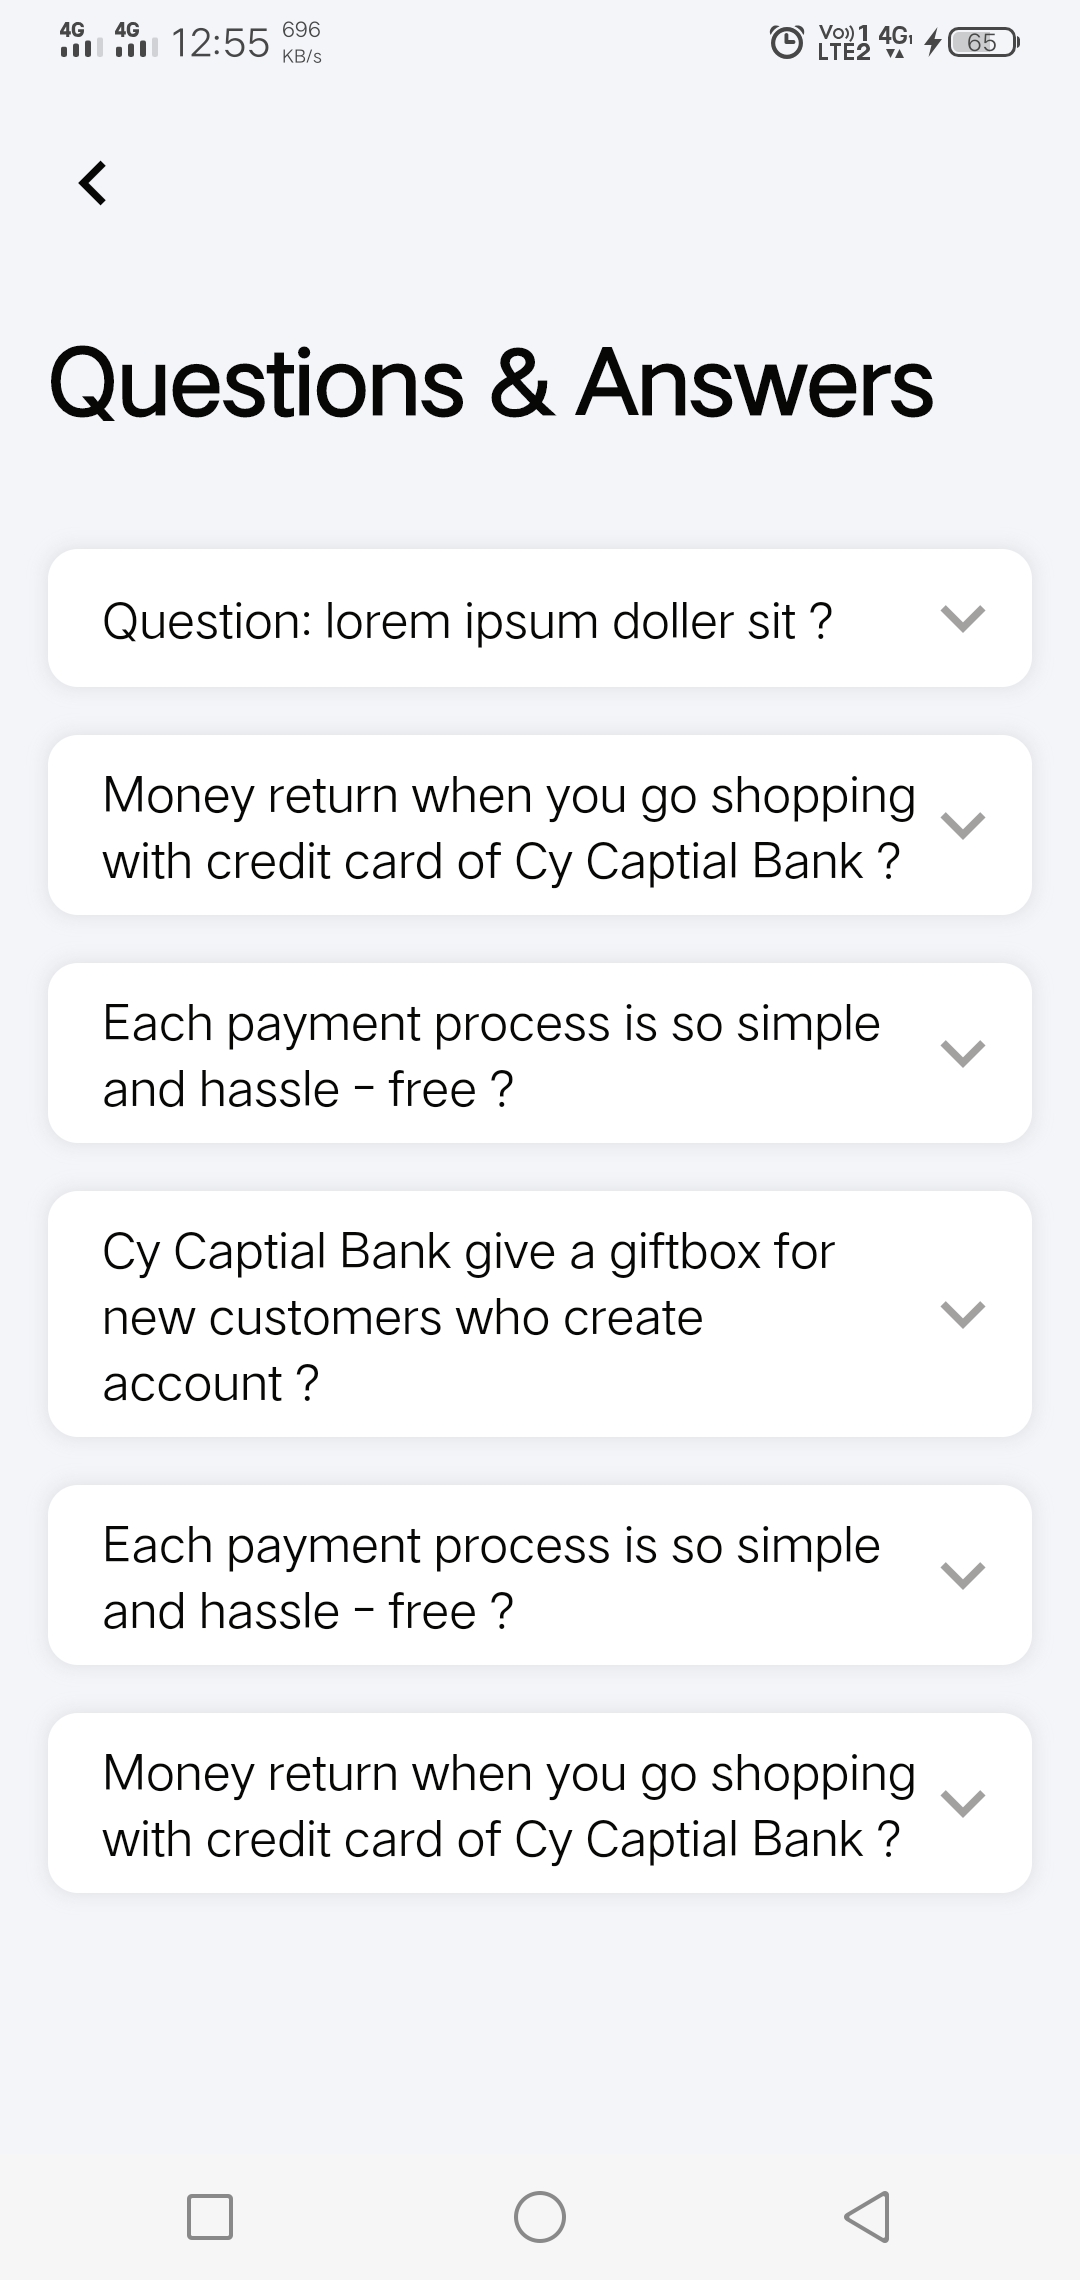 4G 4G 12:55 696 KB/s Vo)) 1 LTE2 4G1 65
Questions & Answers
Question: lorem ipsum doller sit ?
Money return when you go shopping
with credit card of Cy Captial Bank ?
Each payment process is so simple
and hassle - free ?
Cy Captial Bank give a giftbox for
new customers who create
account ?
Each payment process is so simple
and hassle - free ?
Money return when you go shopping
with credit card of Cy Captial Bank ?